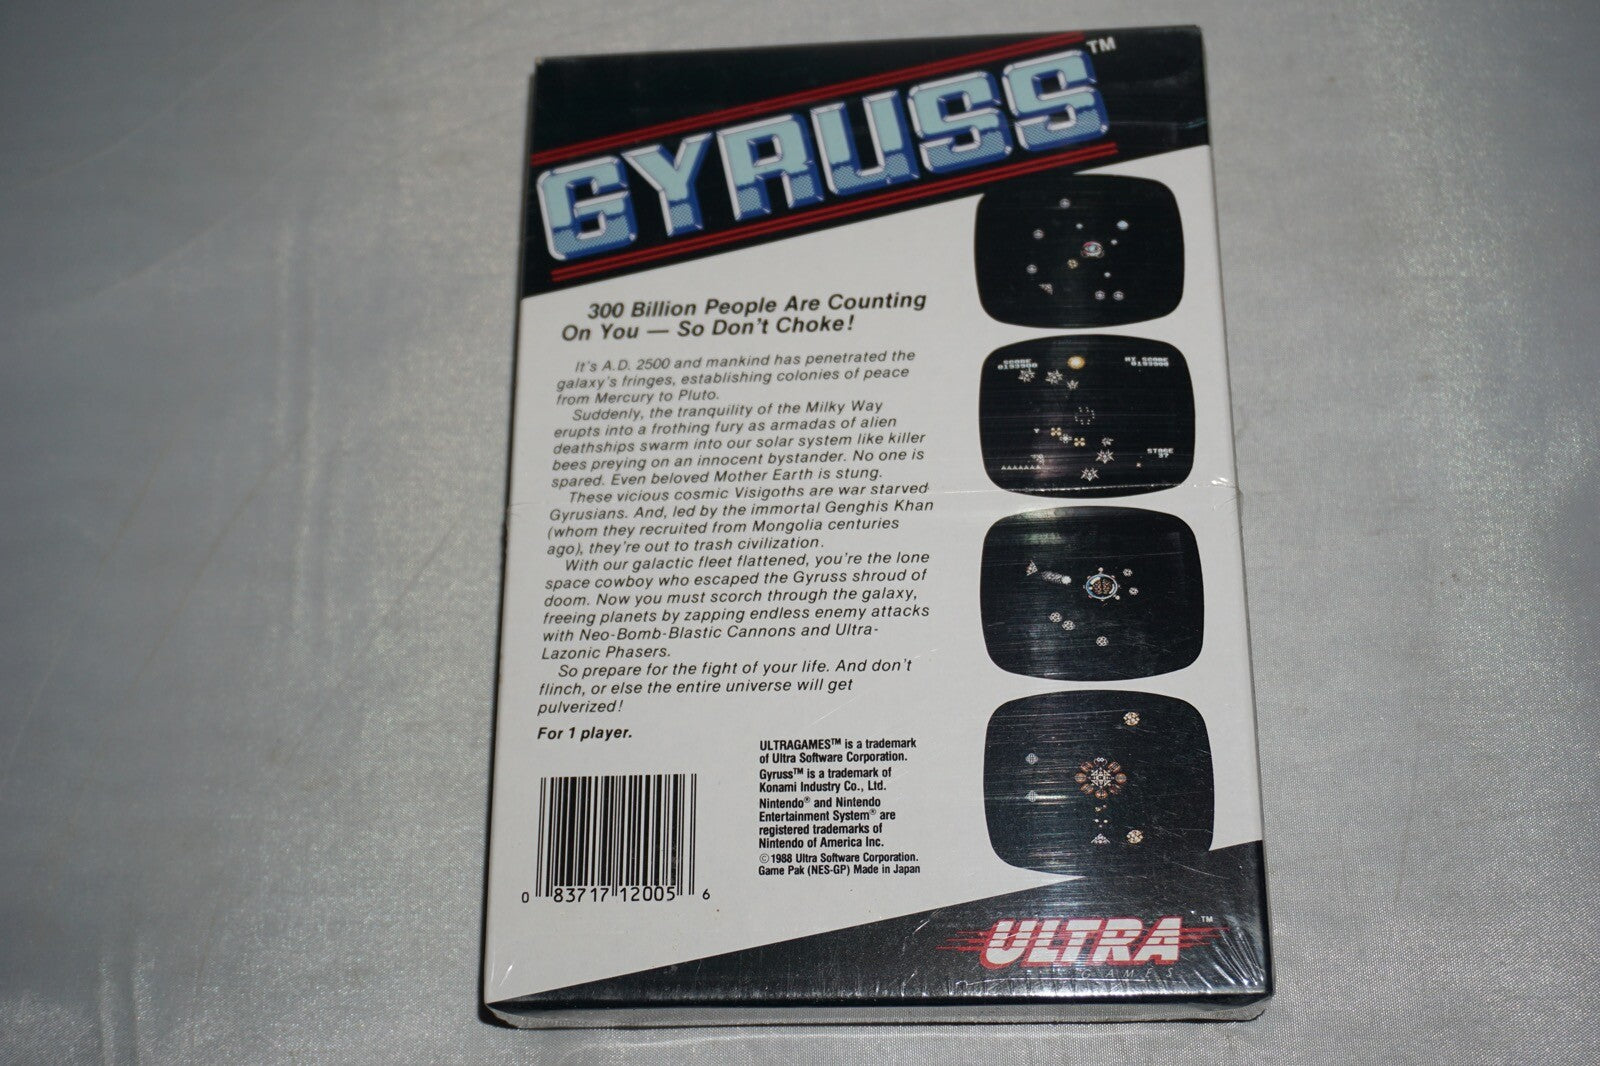 GYRUSS™
300 Billion People Are Counting
On You — So Don't Choke!
It's A.D. 2500 and mankind has penetrated the
galaxy's fringes, establishing colonies of peace
from Mercury to Pluto.
Suddenly, the tranquility of the Milky Way
erupts into a frothing fury as armadas of alien
deathships swarm into our solar system like killer
bees preying on an innocent bystander. No one is
spared. Even beloved Mother Earth is stung.
These vicious cosmic Visigoths are war starved
Gyrusians. And, led by the immortal Genghis Khan
(whom they recruited from Mongolia centuries
ago), they're out to trash civilization.
With our galactic fleet flattened, you're the lone
space cowboy who escaped the Gyruss shroud of
doom. Now you must scorch through the galaxy,
freeing planets by zapping endless enemy attacks
with Neo-Bomb-Blastic Cannons and Ultra-
Lazonic Phasers.
So prepare for the fight of your life. And don't
flinch, or else the entire universe will get
pulverized!
For 1 player.
ULTRAGAMES™ is a trademark
of Ultra Software Corporation.
Gyruss™ is a trademark of
Konami Industry Co., Ltd.
Nintendo® and Nintendo
Entertainment System® are
registered trademarks of
Nintendo of America Inc.
©1988 Ultra Software Corporation.
Game Pak (NES-GP) Made in Japan
0 83717 12005 6
SCORE HI SCORE
0193900 0193900
STAGE
37
ULTRA™
GAMES